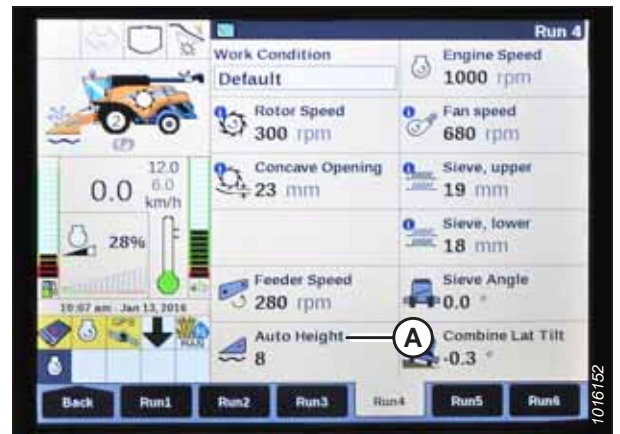 Run 4
Work Condition
Default
Engine Speed
1000 rpm
Rotor Speed
300 rpm
Fan speed
680 rpm
Concave Opening
23 mm
Sieve, upper
19 mm
Sieve, lower
18 mm
Feeder Speed
280 rpm
Sieve Angle
0.0 °
Auto Height
8
A
Combine Lat Tilt
-0.3 °
2
(P)
12.0
6.0
0.0
km/h
28%
10:07 am Jan 13, 2016
GPS
MAN
Back
Run1
Run2
Run3
Run4
Run5
Run6
1016152